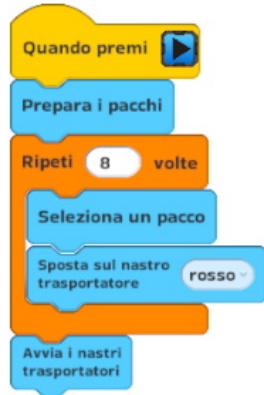 Quando premi
Prepara i pacchi
Ripeti 8 volte
Seleziona un pacco
Sposta sul nastro
trasportatore rosso
Avvia i nastri
trasportatori